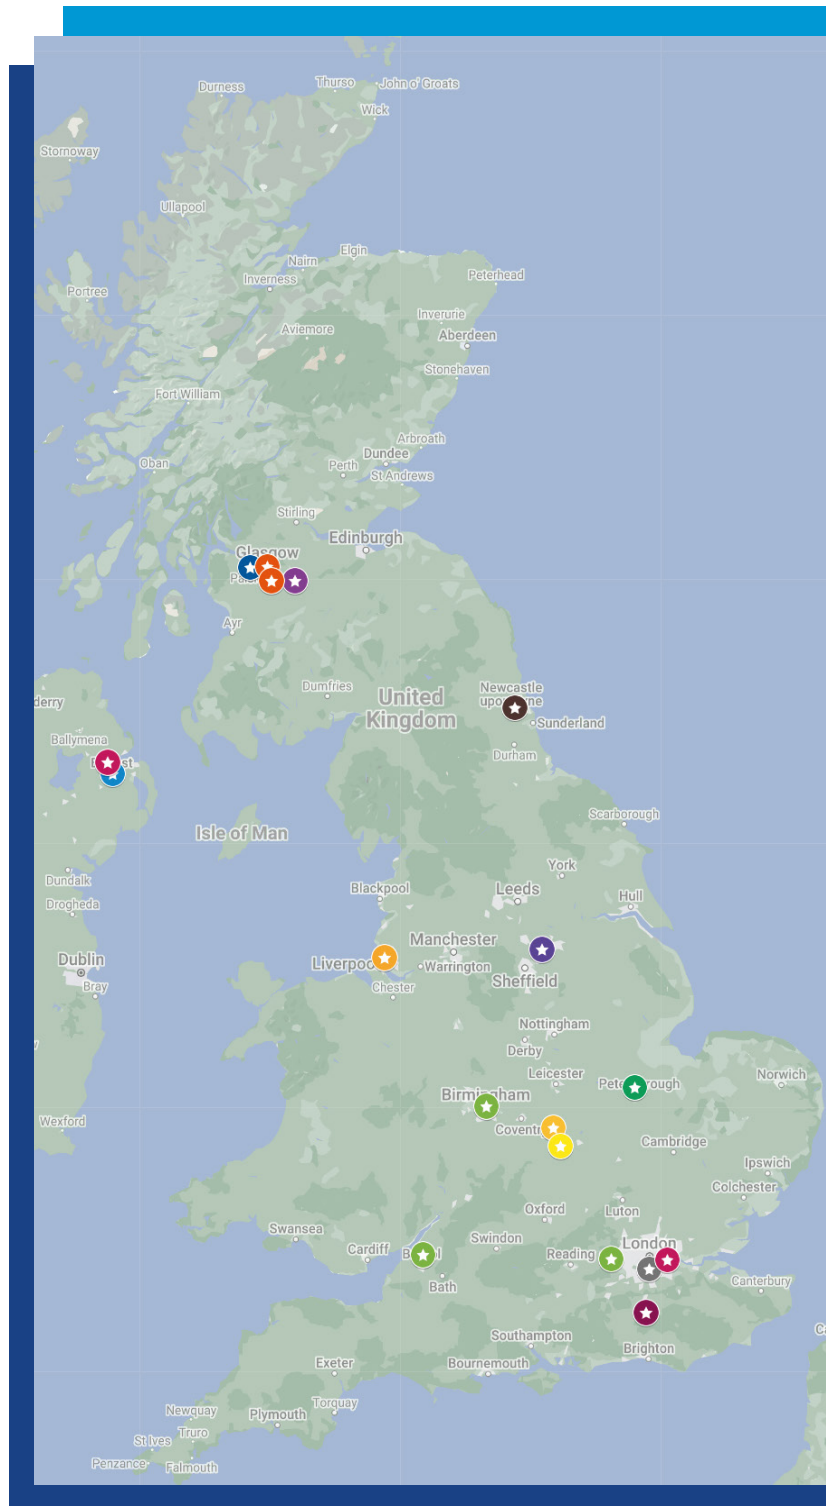 Durness
Thurso
John o' Groats
Wick
Stornoway
Ullapool
Elgin
Nairn
Inverness
Peterhead
Portree
Inverurie
Aviemore
Aberdeen
Stonehaven
Fort William
Arbroath
Dundee
Oban
Perth
St Andrews
Stirling
Edinburgh
Glasgow
Ayr
Dumfries
United
Kingdom
Newcastle
derry
Sunderland
Ballymena
Durham
Isle of Man
Scarborough
York
Dundalk
Blackpool
Leeds
Hull
Drogheda
Manchester
Dublin
Warrington
Sheffield
Bray
Chester
Nottingham
Derby
Leicester
Norwich
Birmingham
Wexford
Cambridge
Ipswich
Colchester
Oxford
Luton
Swansea
Swindon
London
Cardiff
Reading
Bath
Canterbury
Southampton
Brighton
Exeter
Bournemouth
Torquay
Newquay
Plymouth
Truro
St Ives
Penzance
Falmouth